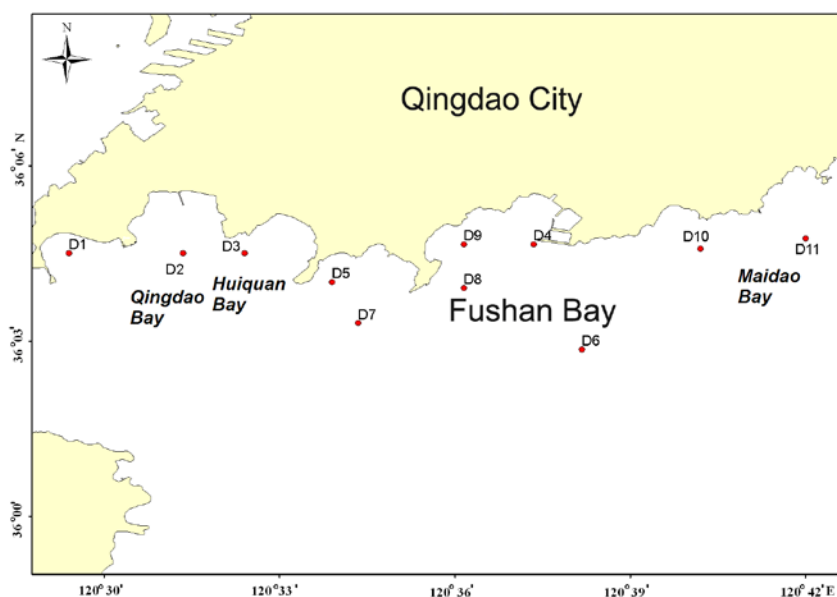 N
Qingdao City
36°06' N
D1
D2
D3
D9
D4
D10
D11
D5
D8
Qingdao
Bay
Huiquan
Bay
Maidao
Bay
D7
Fushan Bay
D6
36°03'
36°00'
120°30'
120°33'
120°36'
120°39'
120°42'E